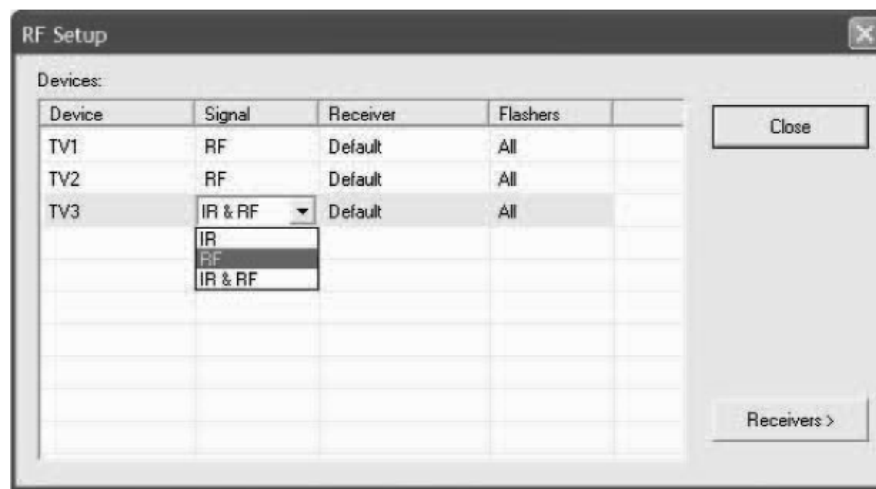 RF Setup
Devices:
Device Signal Receiver Flashers
TV1 RF Default All
TV2 RF Default All
TV3 IR & RF Default All
IR
RF
IR & RF
Close
Receivers >